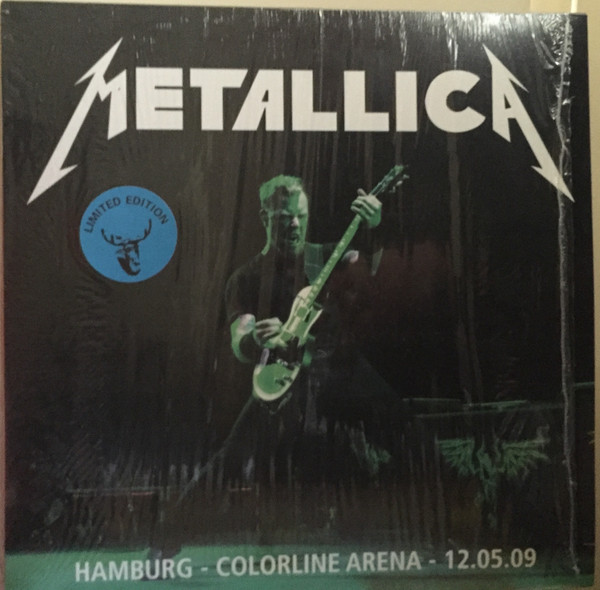 METALLICA
LIMITED EDITION
HAMBURG - COLORLINE ARENA - 12.05.09